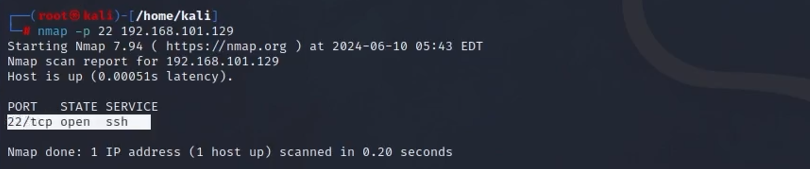 ┌──(root㉿kali)-[/home/kali]
└─# nmap -p 22 192.168.101.129
Starting Nmap 7.94 ( https://nmap.org ) at 2024-06-10 05:43 EDT
Nmap scan report for 192.168.101.129
Host is up (0.00051s latency).
PORT   STATE SERVICE
22/tcp open  ssh
Nmap done: 1 IP address (1 host up) scanned in 0.20 seconds